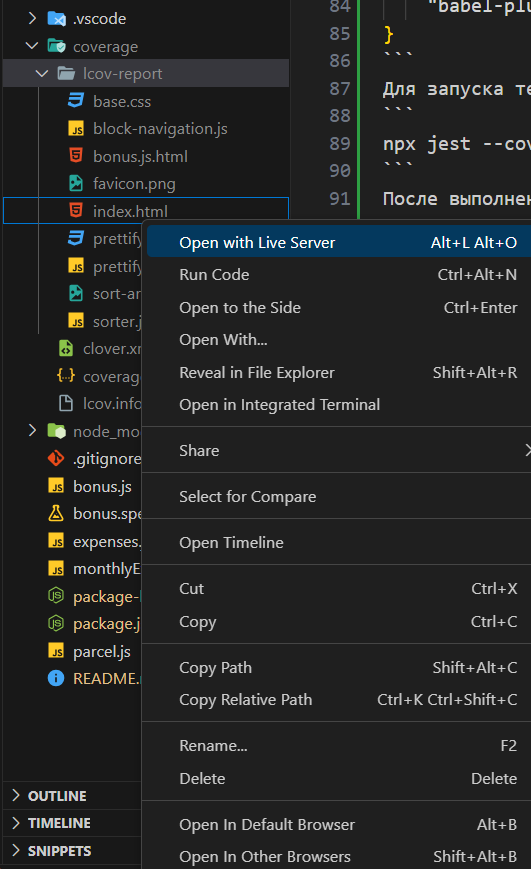 .vscode
coverage
lcov-report
base.css
block-navigation.js
bonus.js.html
favicon.png
index.html
prettify
prettify
sort-ar
sorter.j
clover.xm
coverage
lcov.info
node_mo
.gitignore
bonus.js
bonus.spe
expenses.
monthlyE
package-l
package.j
parcel.js
README.
OUTLINE
TIMELINE
SNIPPETS
84 "babel-plu
85 }
86 ```
87 Для запуска те
88 ```
89 npx jest --cov
90 ```
91 После выполнен
Open with Live Server Alt+L Alt+O
Run Code Ctrl+Alt+N
Open to the Side Ctrl+Enter
Open With...
Reveal in File Explorer Shift+Alt+R
Open in Integrated Terminal
Share
Select for Compare
Open Timeline
Cut Ctrl+X
Copy Ctrl+C
Copy Path Shift+Alt+C
Copy Relative Path Ctrl+K Ctrl+Shift+C
Rename... F2
Delete Delete
Open In Default Browser Alt+B
Open In Other Browsers Shift+Alt+B